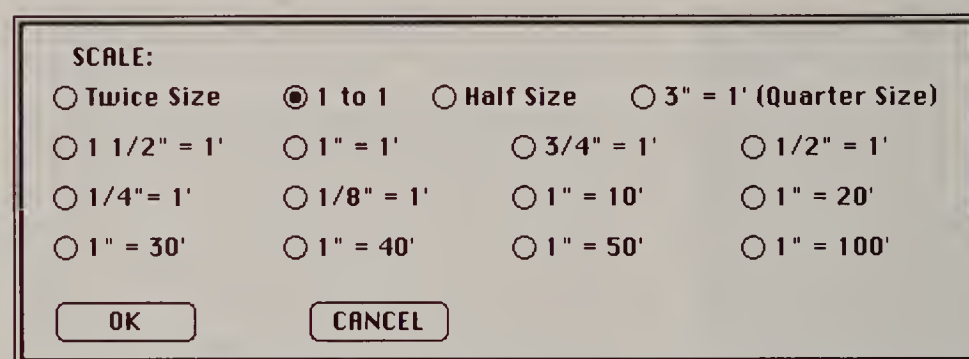 SCALE:
Twice Size 1 to 1 Half Size 3" = 1' (Quarter Size)
1 1/2" = 1' 1" = 1' 3/4" = 1' 1/2" = 1'
1/4"= 1' 1/8" = 1' 1" = 10' 1" = 20'
1" = 30' 1" = 40' 1" = 50' 1" = 100'
OK CANCEL